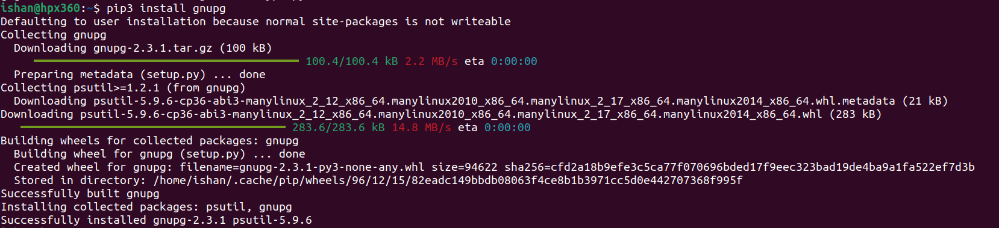 ishan@hpx360:~$ pip3 install gnupg
Defaulting to user installation because normal site-packages is not writeable
Collecting gnupg
  Downloading gnupg-2.3.1.tar.gz (100 kB)
     100.4/100.4 kB 2.2 MB/s eta 0:00:00
  Preparing metadata (setup.py) ... done
Collecting psutil>=1.2.1 (from gnupg)
  Downloading psutil-5.9.6-cp36-abi3-manylinux_2_12_x86_64.manylinux2010_x86_64.manylinux_2_17_x86_64.manylinux2014_x86_64.whl.metadata (21 kB)
Downloading psutil-5.9.6-cp36-abi3-manylinux_2_12_x86_64.manylinux2010_x86_64.manylinux_2_17_x86_64.manylinux2014_x86_64.whl (283 kB)
   283.6/283.6 kB 14.8 MB/s eta 0:00:00
Building wheels for collected packages: gnupg
  Building wheel for gnupg (setup.py) ... done
  Created wheel for gnupg: filename=gnupg-2.3.1-py3-none-any.whl size=94622 sha256=cfd2a18b9efe3c5ca77f070696bded17f9eec323bad19de4ba9a1fa522ef7d3b
  Stored in directory: /home/ishan/.cache/pip/wheels/96/12/15/82eadc149bbdb08063f4ce8b1b3971cc5d0e442707368f995f
Successfully built gnupg
Installing collected packages: psutil, gnupg
Successfully installed gnupg-2.3.1 psutil-5.9.6